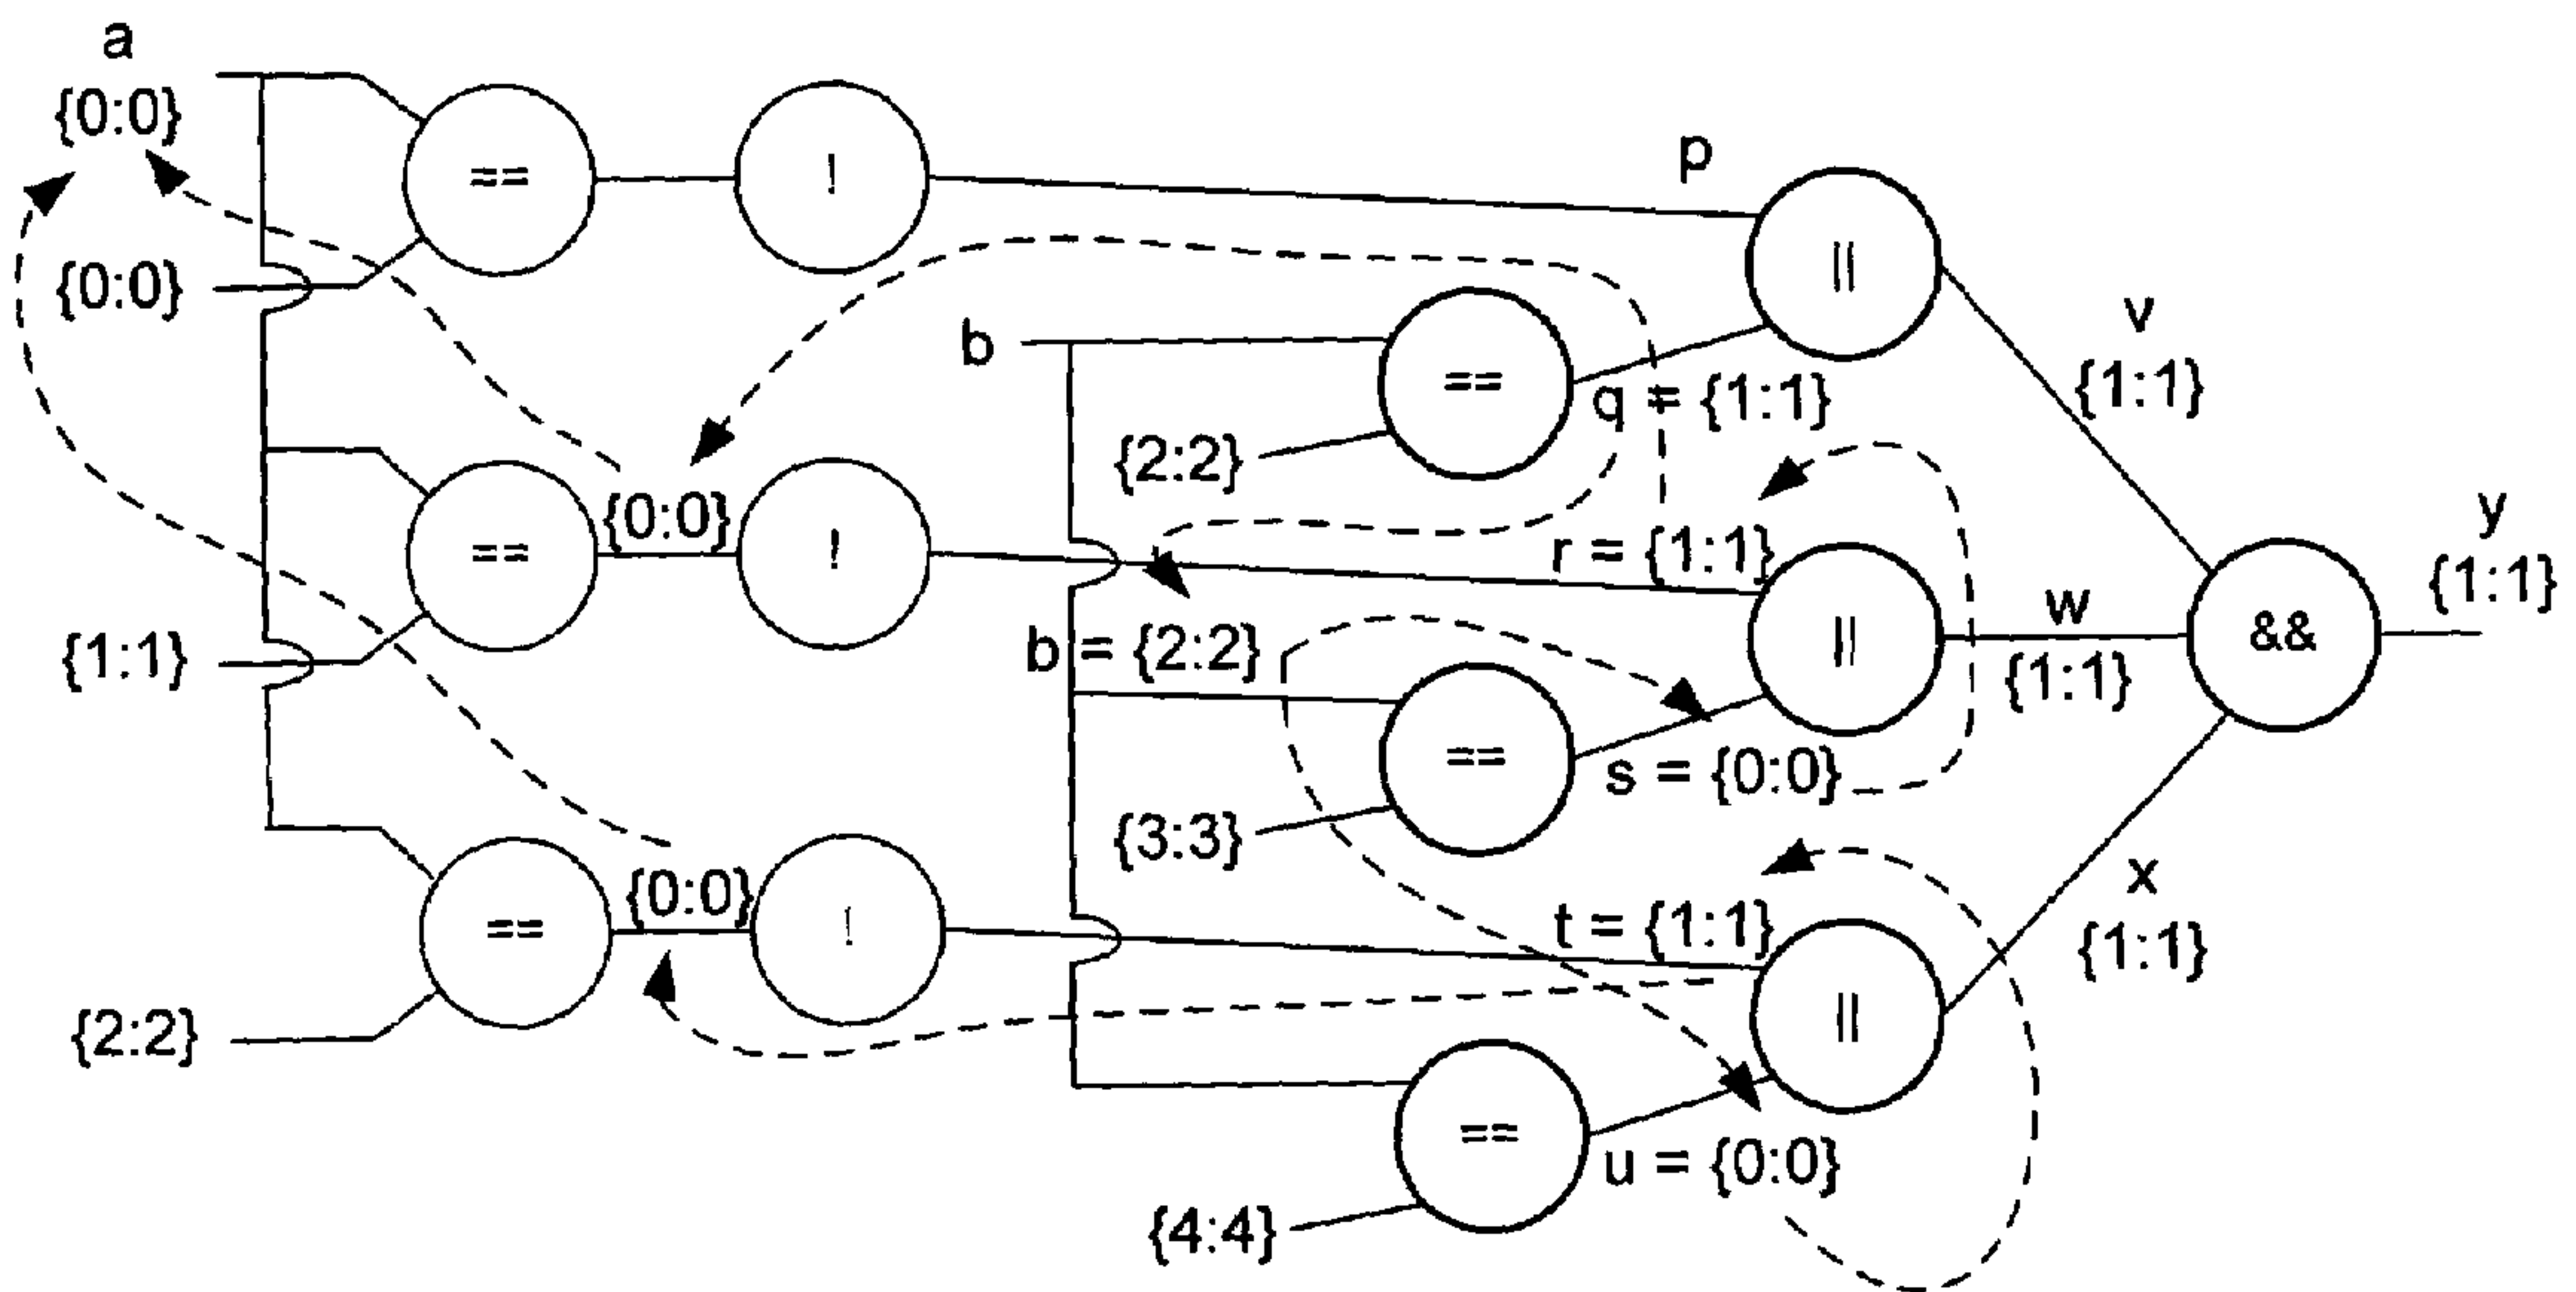 a
{0:0}
==
!
p
{0:0}
||
v
{1:1}
b
==
q = {1:1}
{2:2}
y
{1:1}
{0:0}
==
!
r = {1:1}
{1:1}
||
w
{1:1}
&&
b = {2:2}
==
s = {0:0}
{3:3}
x
{1:1}
{0:0}
==
!
t = {1:1}
{2:2}
||
==
u = {0:0}
{4:4}